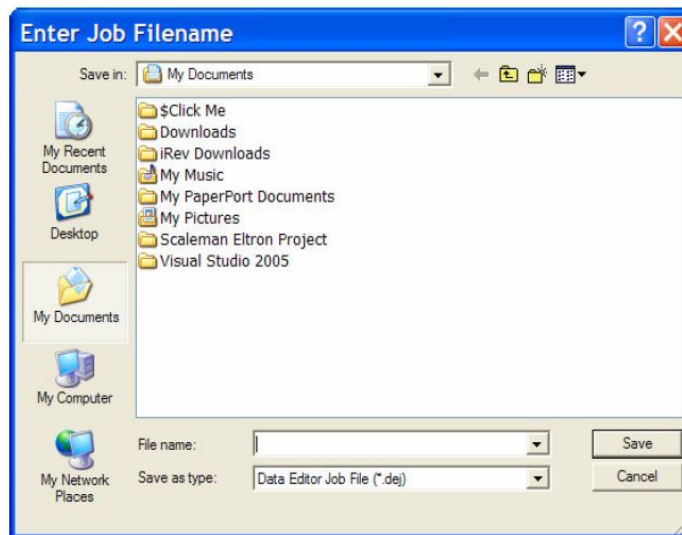 Enter Job Filename
Save in: My Documents
My Recent
Documents
Desktop
My Documents
My Computer
My Network
Places
$Click Me
Downloads
iRev Downloads
My Music
My PaperPort Documents
My Pictures
Scaleman Eltron Project
Visual Studio 2005
File name: Save
Save as type: Data Editor Job File (*.dej) Cancel